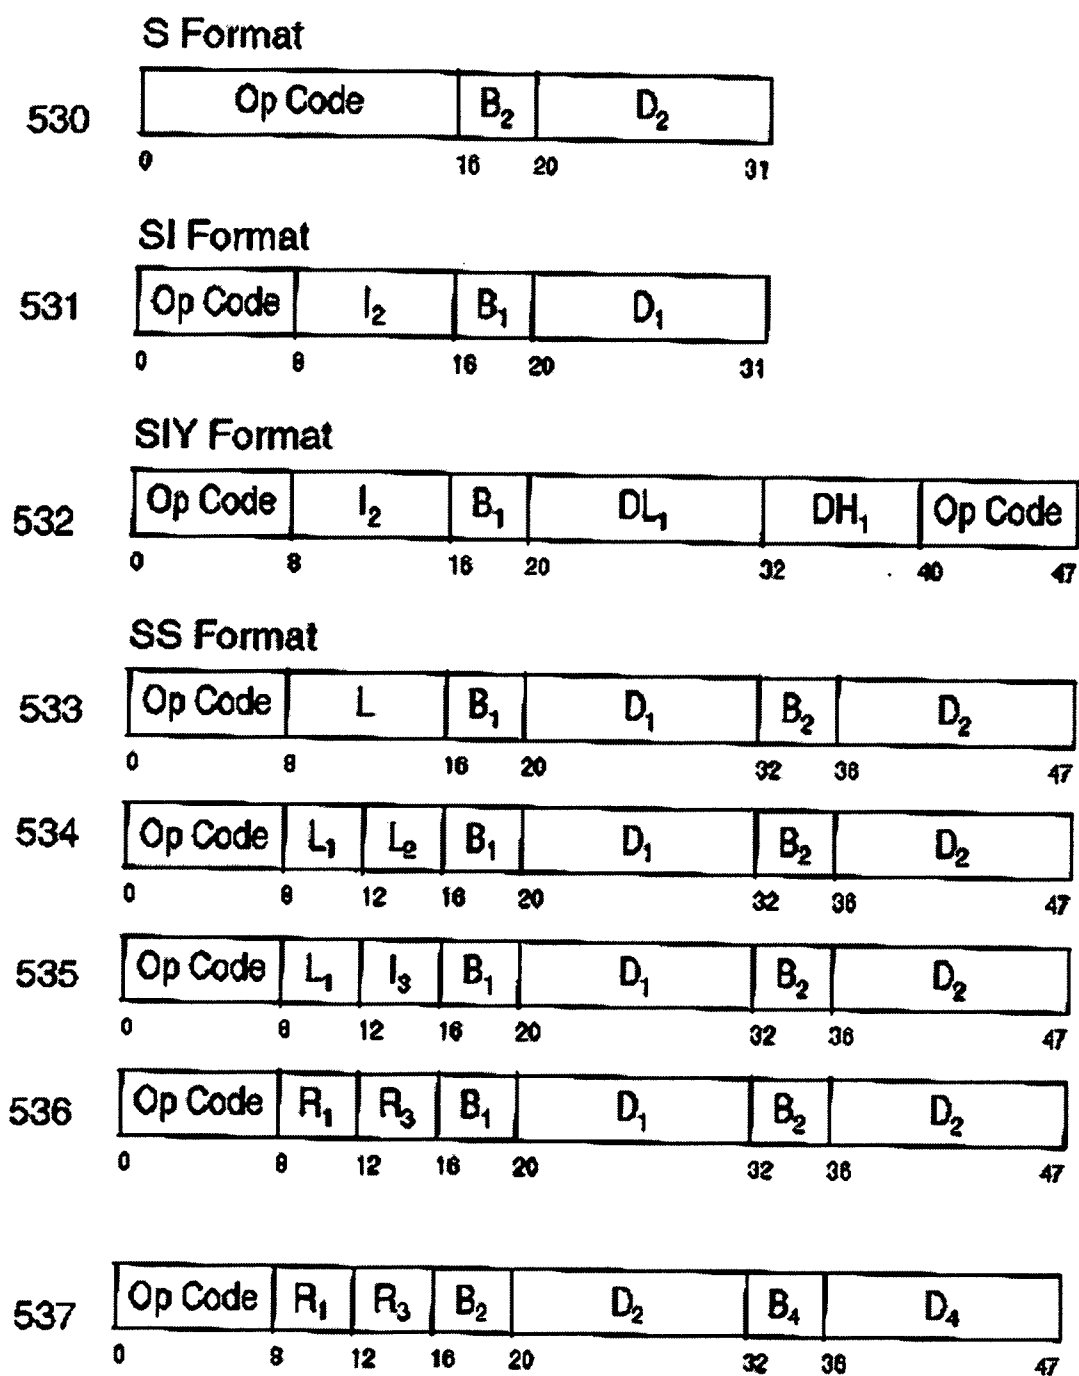 S Format
530 Op Code B₂ D₂
0 16 20 31
SI Format
531 Op Code I₂ B₁ D₁
0 8 16 20 31
SIY Format
532 Op Code I₂ B₁ DL₁ DH₁ Op Code
0 8 16 20 32 40 47
SS Format
533 Op Code L B₁ D₁ B₂ D₂
0 8 16 20 32 36 47
534 Op Code L₁ L₂ B₁ D₁ B₂ D₂
0 8 12 16 20 32 36 47
535 Op Code L₁ I₃ B₁ D₁ B₂ D₂
0 8 12 16 20 32 36 47
536 Op Code R₁ R₃ B₁ D₁ B₂ D₂
0 8 12 16 20 32 36 47
537 Op Code R₁ R₃ B₂ D₂ B₄ D₄
0 8 12 16 20 32 36 47